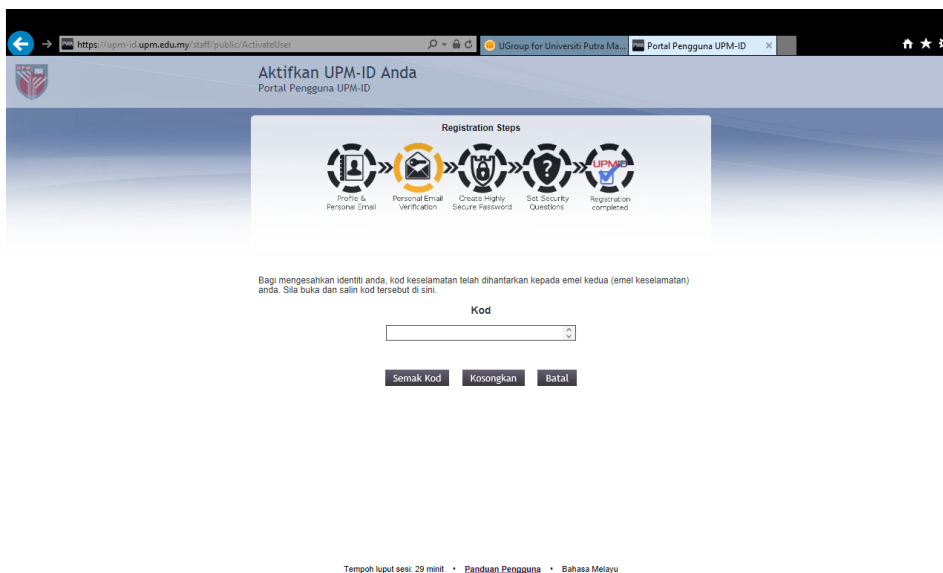 https://upm-id.upm.edu.my/staff/public/ActivateUser
UGroup for Universiti Putra Ma...
Portal Pengguna UPM-ID
Aktifkan UPM-ID Anda
Portal Pengguna UPM-ID
Registration Steps
UPMID
Profile &
Personal Email
Personal Email
Verification
Create Highly
Secure Password
Set Security
Questions
Registration
completed
Bagi mengesahkan identiti anda, kod keselamatan telah dihantarkan kepada emel kedua (emel keselamatan)
anda. Sila buka dan salin kod tersebut di sini.
Kod
Semak Kod Kosongkan Batal
Tempoh luput sesi: 29 minit • Panduan Pengguna • Bahasa Melayu